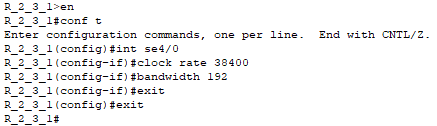 R_2_3_1>en
R_2_3_1#conf t
Enter configuration commands, one per line.  End with CNTL/Z.
R_2_3_1(config)#int se4/0
R_2_3_1(config-if)#clock rate 38400
R_2_3_1(config-if)#bandwidth 192
R_2_3_1(config-if)#exit
R_2_3_1(config)#exit
R_2_3_1#